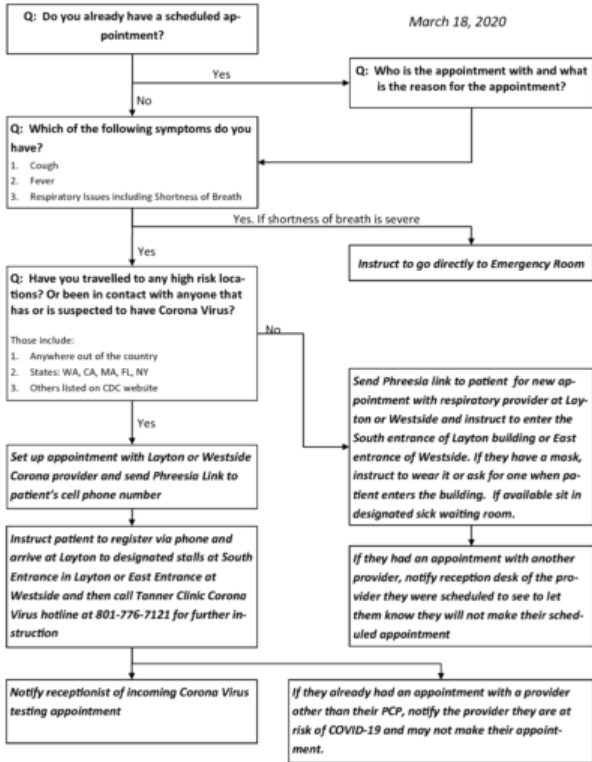 Q: Do you already have a scheduled ap-
pointment?
March 18, 2020
Yes
Q: Who is the appointment with and what
is the reason for the appointment?
No
Q: Which of the following symptoms do you
have?
1. Cough
2. Fever
3. Respiratory Issues including Shortness of Breath
Yes. If shortness of breath is severe
Yes
Instruct to go directly to Emergency Room
Q: Have you travelled to any high risk loca-
tions? Or been in contact with anyone that
has or is suspected to have Corona Virus?
Those include:
1. Anywhere out of the country
2. States: WA, CA, MA, FL, NY
3. Others listed on CDC website
No
Yes
Send Phreesia link to patient for new ap-
pointment with respiratory provider at Lay-
ton or Westside and instruct to enter the
South entrance of Layton building or East
entrance of Westside. If they have a mask,
instruct to wear it or ask for one when pa-
tient enters the building. If available sit in
designated sick waiting room.
Set up appointment with Layton or Westside
Corona provider and send Phreesia Link to
patient's cell phone number
Instruct patient to register via phone and
arrive at Layton to designated stalls at South
Entrance in Layton or East Entrance at
Westside and then call Tanner Clinic Corona
Virus hotline at 801-776-7121 for further in-
struction
If they had an appointment with another
provider, notify reception desk of the pro-
vider they were scheduled to see to let
them know they will not make their sched-
uled appointment
Notify receptionist of incoming Corona Virus
testing appointment
If they already had an appointment with a provider
other than their PCP, notify the provider they are at
risk of COVID-19 and may not make their appoint-
ment.